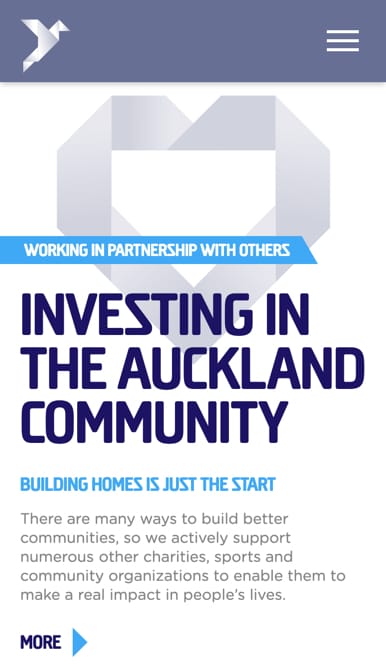 WORKING IN PARTNERSHIP WITH OTHERS
INVESTING IN
THE AUCKLAND
COMMUNITY
BUILDING HOMES IS JUST THE START
There are many ways to build better
communities, so we actively support
numerous other charities, sports and
community organizations to enable them to
make a real impact in people's lives.
MORE